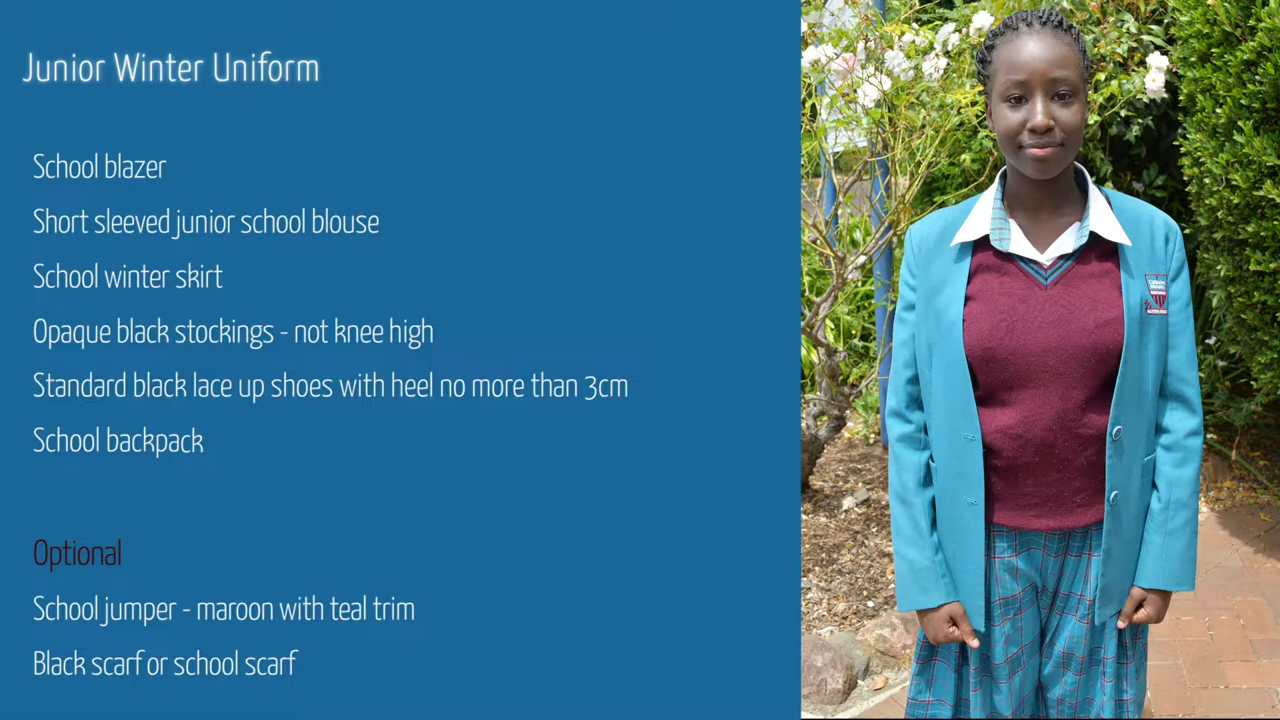 Junior Winter Uniform
School blazer
Short sleeved junior school blouse
School winter skirt
Opaque black stockings - not knee high
Standard black lace up shoes with heel no more than 3cm
School backpack
Optional
School jumper - maroon with teal trim
Black scarf or school scarf